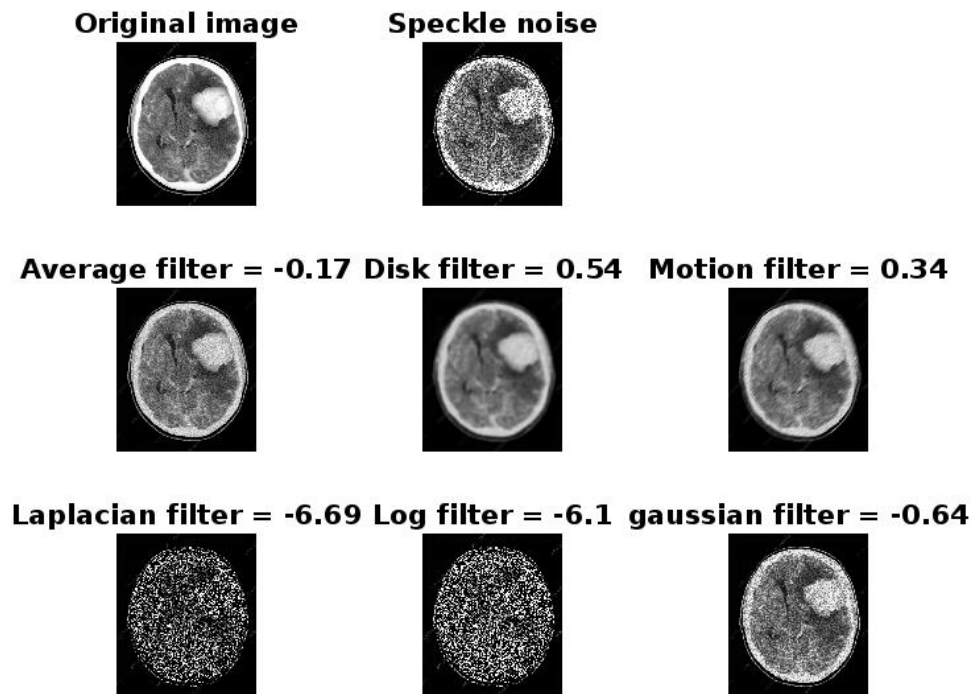 Original image
Speckle noise
Average filter = -0.17
Disk filter = 0.54
Motion filter = 0.34
Laplacian filter = -6.69
Log filter = -6.1
gaussian filter = -0.64